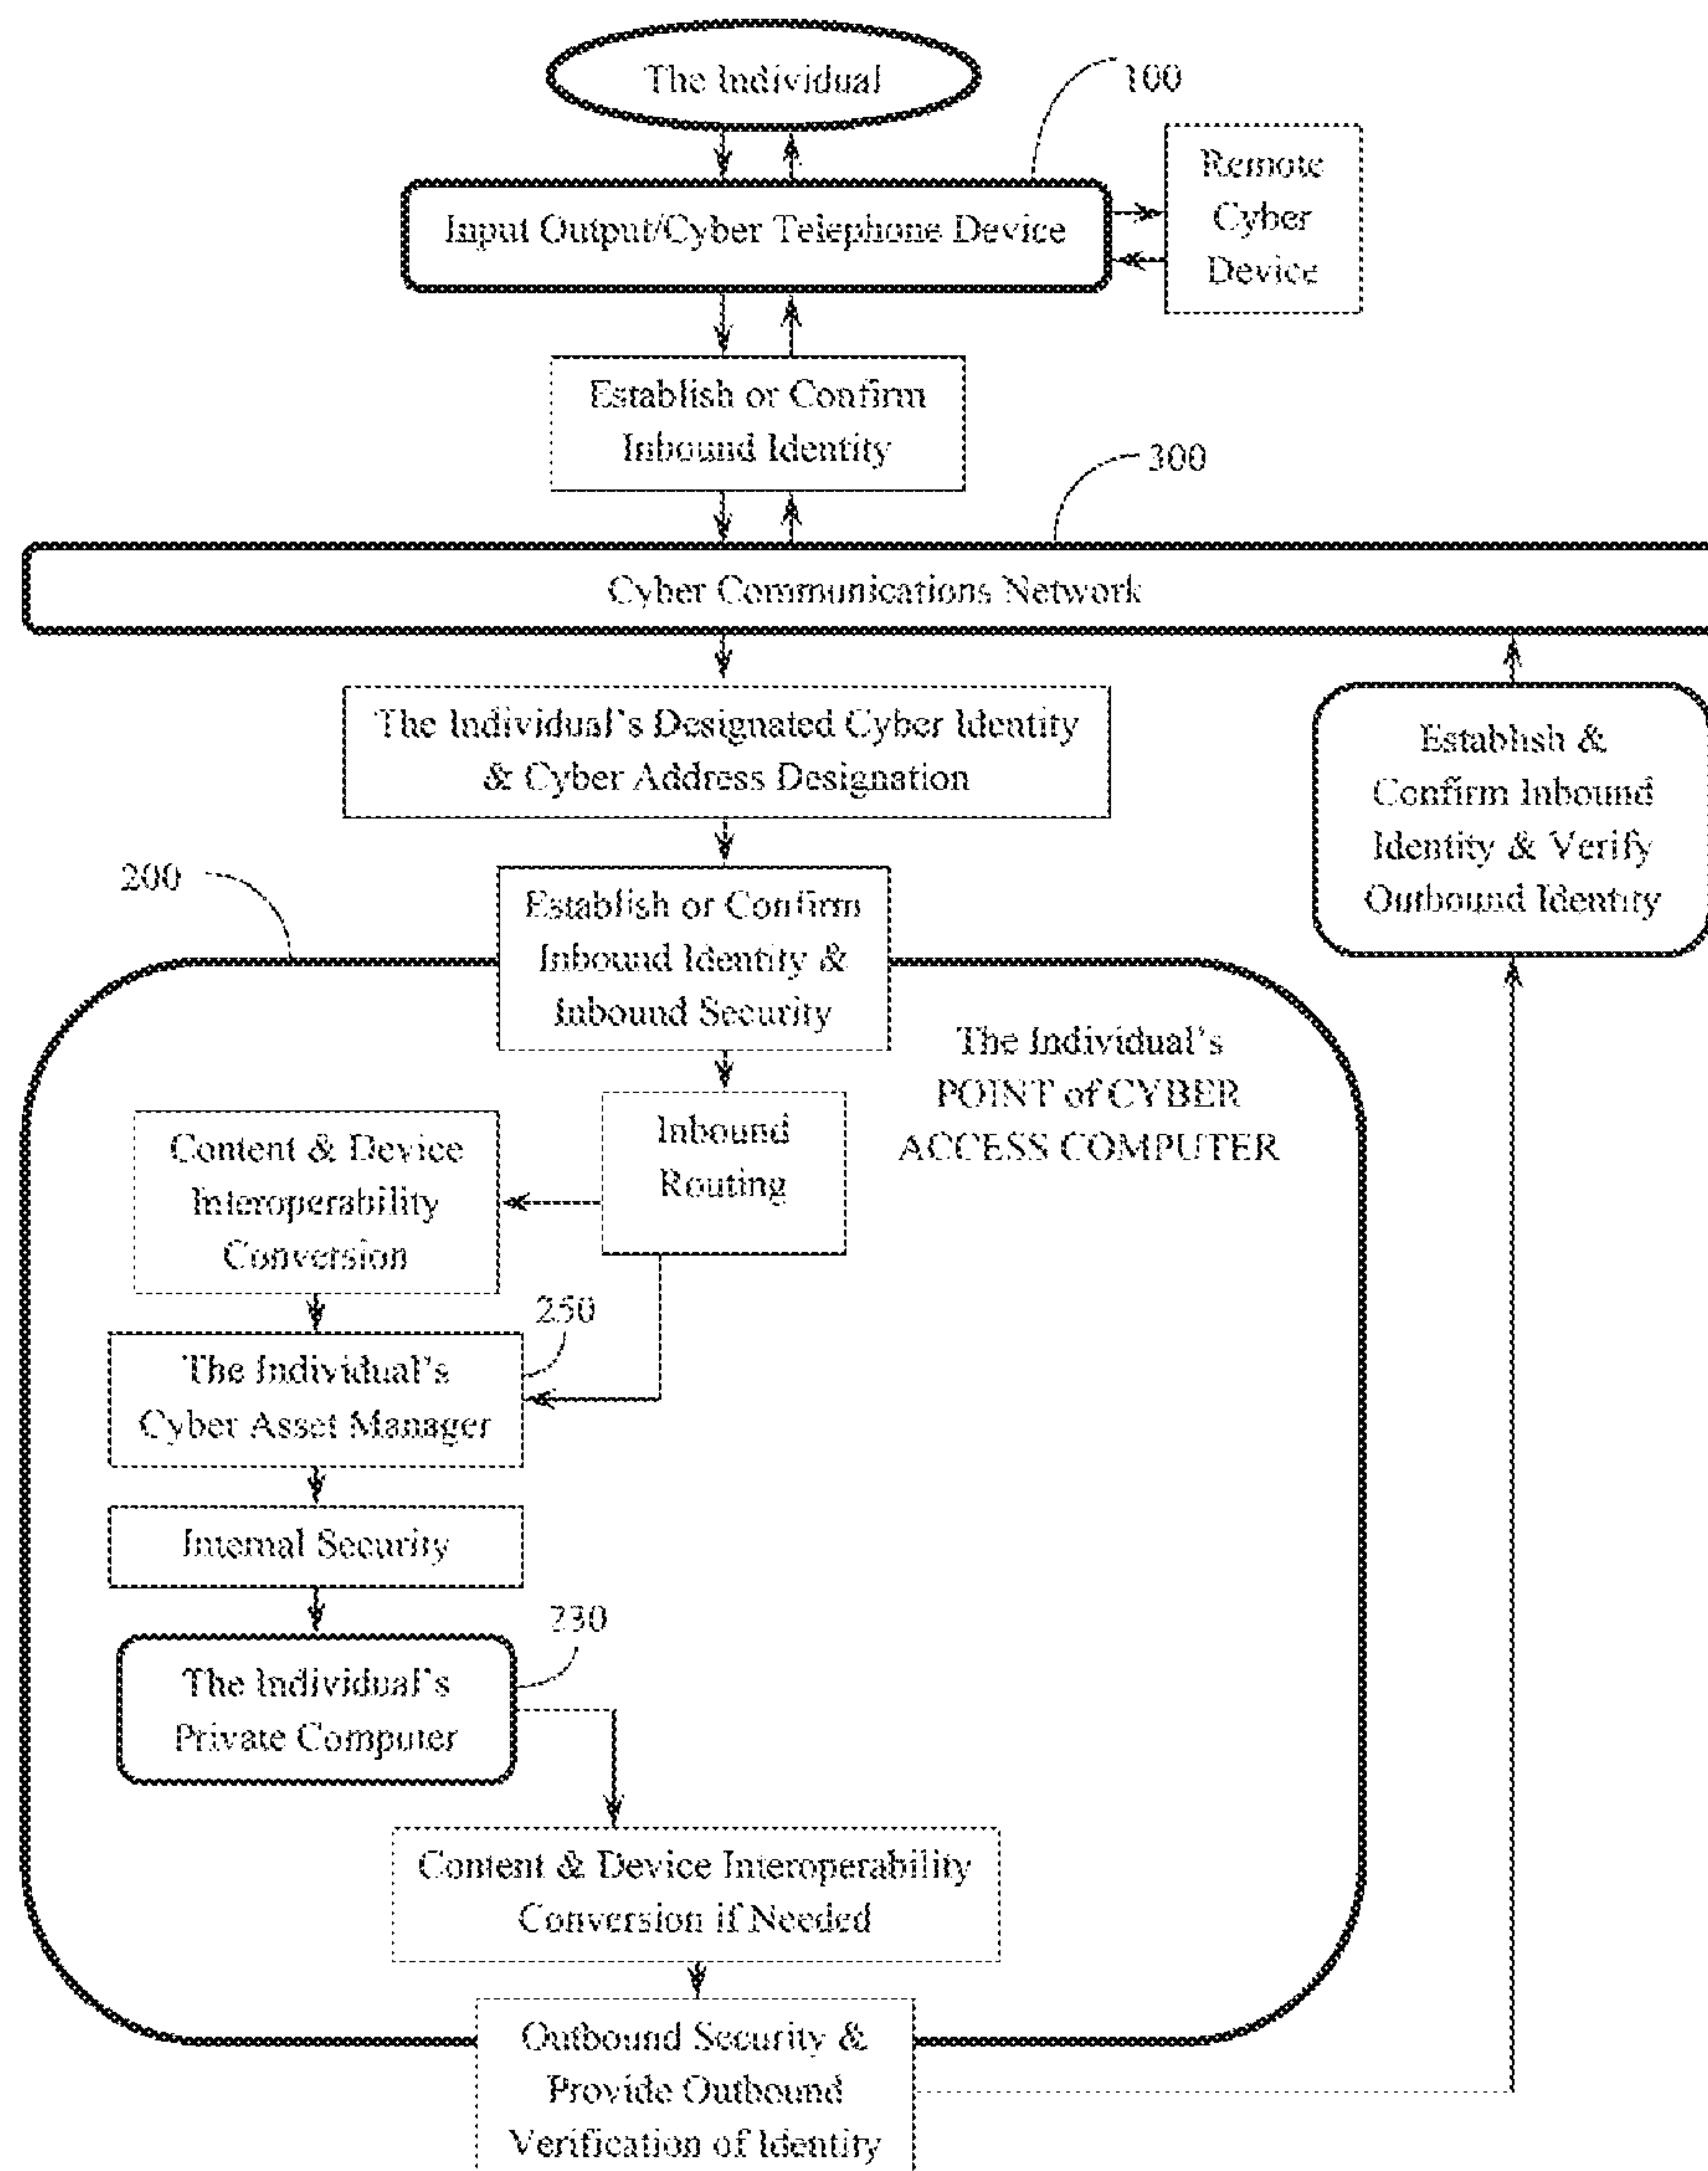 The Individual
100
Remote
Cyber
Device
Input Output/Cyber Telephone Device
Establish or Confirm
Inbound Identity
300
Cyber Communications Network
The Individual's Designated Cyber Identity
& Cyber Address Designation
Establish &
Confirm Inbound
Identity & Verify
Outbound Identity
200
Establish or Confirm
Inbound Identity &
Inbound Security
The Individual's
POINT of CYBER
ACCESS COMPUTER
Inbound
Routing
Content & Device
Interoperability
Conversion
250
The Individual's
Cyber Asset Manager
Internal Security
230
The Individual's
Private Computer
Content & Device Interoperability
Conversion if Needed
Outbound Security &
Provide Outbound
Verification of Identity